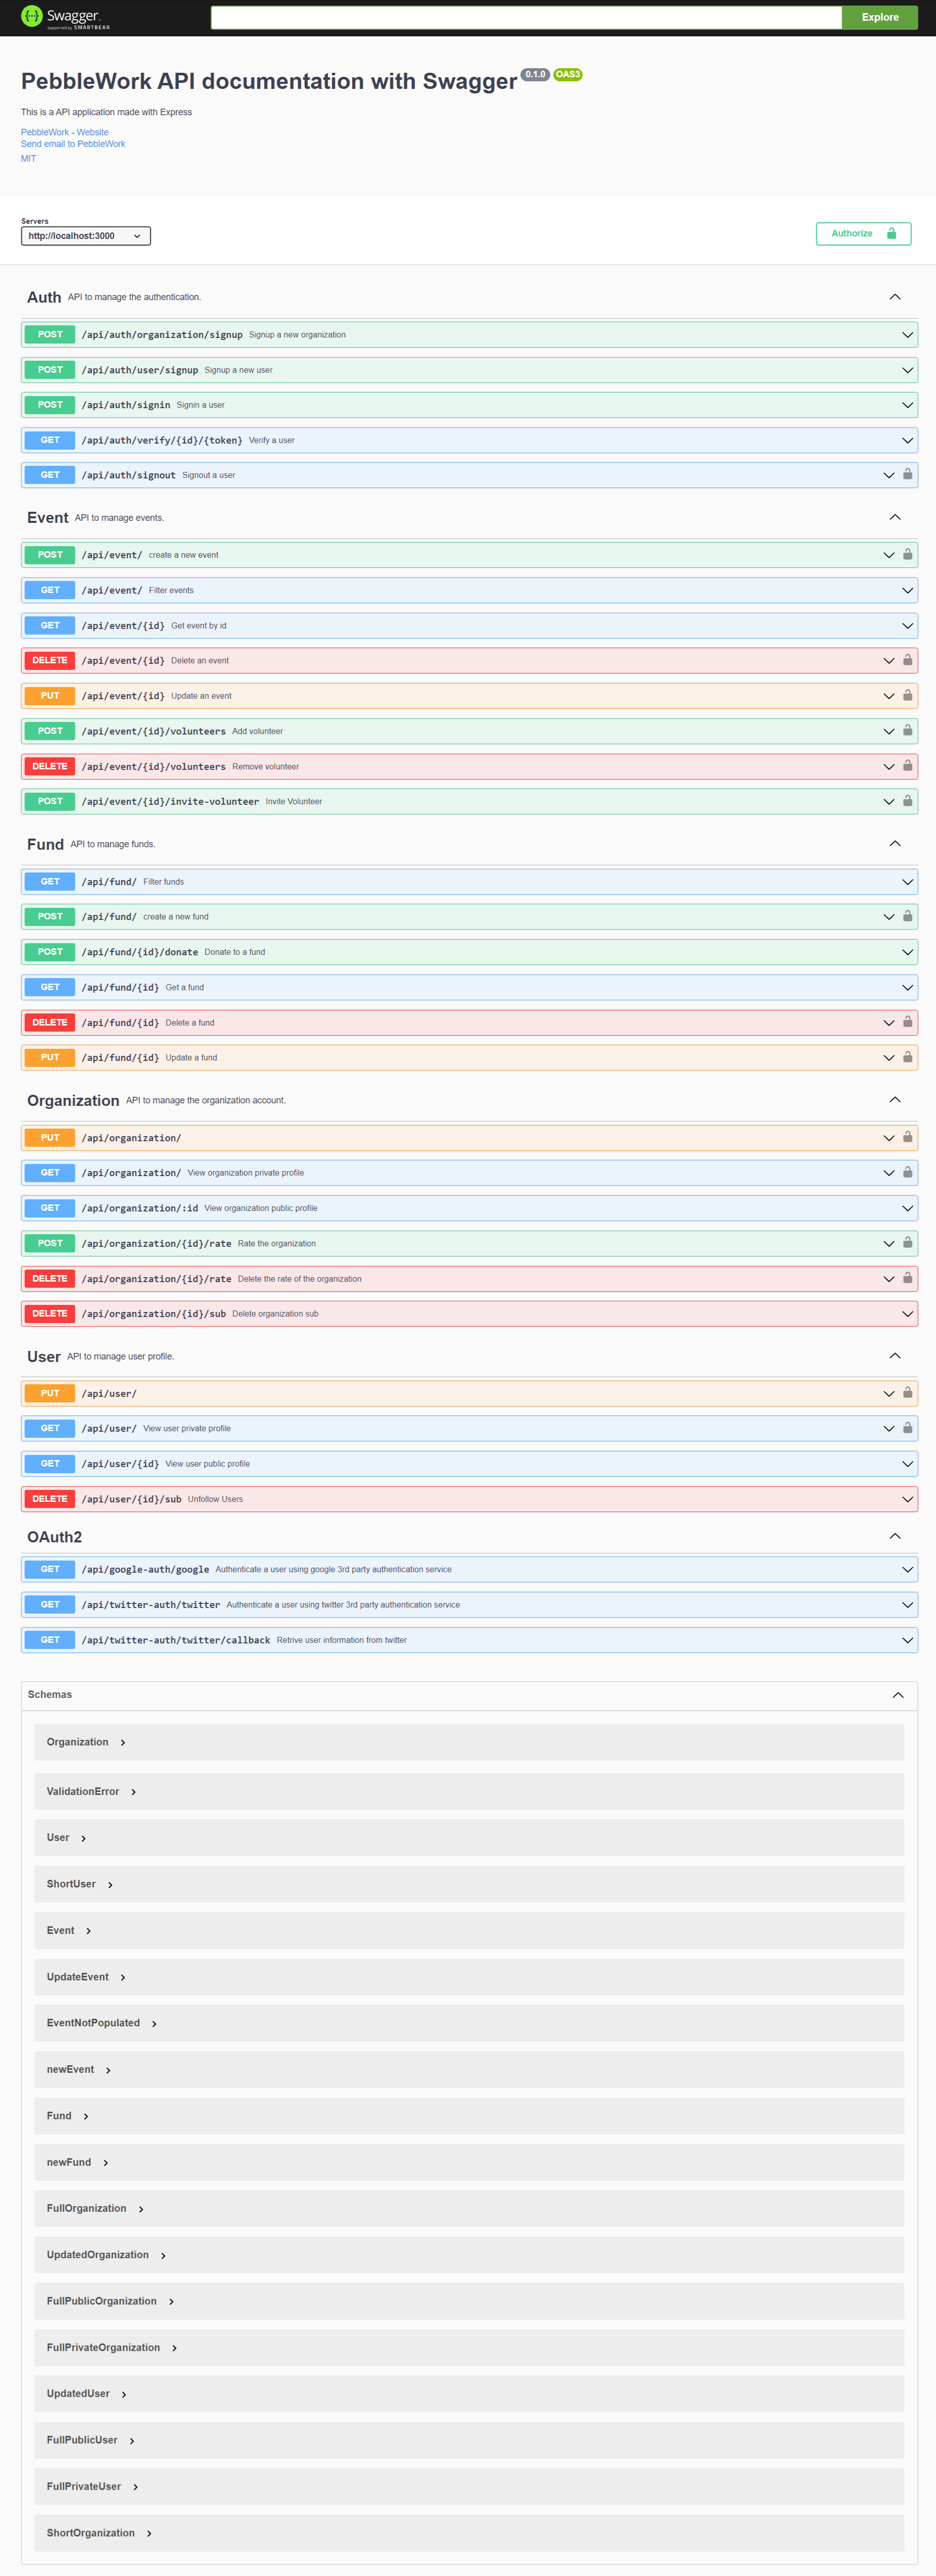 Swagger.
Supported by SMARTBEAR
Explore
PebbleWork API documentation with Swagger 0.1.0 OAS3
This is a API application made with Express
PebbleWork - Website
Send email to PebbleWork
MIT
Servers
http://localhost:3000
Authorize
Auth API to manage the authentication.
POST /api/auth/organization/signup Signup a new organization
POST /api/auth/user/signup Signup a new user
POST /api/auth/signin Signin a user
GET /api/auth/verify/{id}/{token} Verify a user
GET /api/auth/signout Signout a user
Event API to manage events.
POST /api/event/ create a new event
GET /api/event/ Filter events
GET /api/event/{id} Get event by id
DELETE /api/event/{id} Delete an event
PUT /api/event/{id} Update an event
POST /api/event/{id}/volunteers Add volunteer
DELETE /api/event/{id}/volunteers Remove volunteer
POST /api/event/{id}/invite-volunteer Invite Volunteer
Fund API to manage funds.
GET /api/fund/ Filter funds
POST /api/fund/ create a new fund
POST /api/fund/{id}/donate Donate to a fund
GET /api/fund/{id} Get a fund
DELETE /api/fund/{id} Delete a fund
PUT /api/fund/{id} Update a fund
Organization API to manage the organization account.
PUT /api/organization/
GET /api/organization/ View organization private profile
GET /api/organization/:id View organization public profile
POST /api/organization/{id}/rate Rate the organization
DELETE /api/organization/{id}/rate Delete the rate of the organization
DELETE /api/organization/{id}/sub Delete organization sub
User API to manage user profile.
PUT /api/user/
GET /api/user/ View user private profile
GET /api/user/{id} View user public profile
DELETE /api/user/{id}/sub Unfollow Users
OAuth2
GET /api/google-auth/google Authenticate a user using google 3rd party authentication service
GET /api/twitter-auth/twitter Authenticate a user using twitter 3rd party authentication service
GET /api/twitter-auth/twitter/callback Retrive user information from twitter
Schemas
Organization
ValidationError
User
ShortUser
Event
UpdateEvent
EventNotPopulated
newEvent
Fund
newFund
FullOrganization
UpdatedOrganization
FullPublicOrganization
FullPrivateOrganization
UpdatedUser
FullPublicUser
FullPrivateUser
ShortOrganization